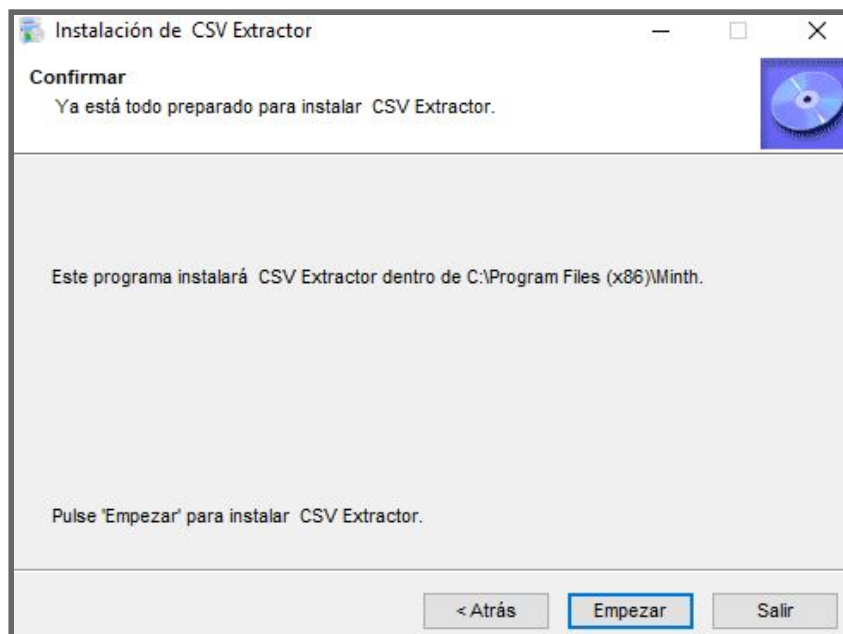 Instalación de  CSV Extractor
Confirmar
Ya está todo preparado para instalar  CSV Extractor.
Este programa instalará  CSV Extractor dentro de C:\Program Files (x86)\Minth.
Pulse 'Empezar' para instalar  CSV Extractor.
< Atrás
Empezar
Salir